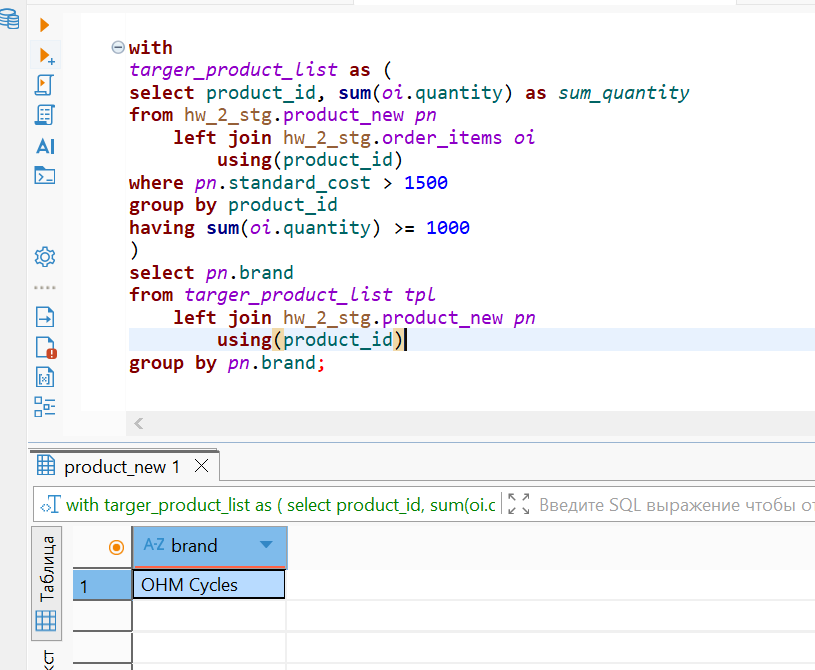 AI
with
targer_product_list as (
select product_id, sum(oi.quantity) as sum_quantity
from hw_2_stg.product_new pn
left join hw_2_stg.order_items oi
using(product_id)
where pn.standard_cost > 1500
group by product_id
having sum(oi.quantity) >= 1000
)
select pn.brand
from targer_product_list tpl
left join hw_2_stg.product_new pn
using(product_id)
group by pn.brand;
product_new 1
with targer_product_list as ( select product_id, sum(oi.c
Введите SQL выражение чтобы от
Таблица
A-Z brand
1
OHM Cycles
кст